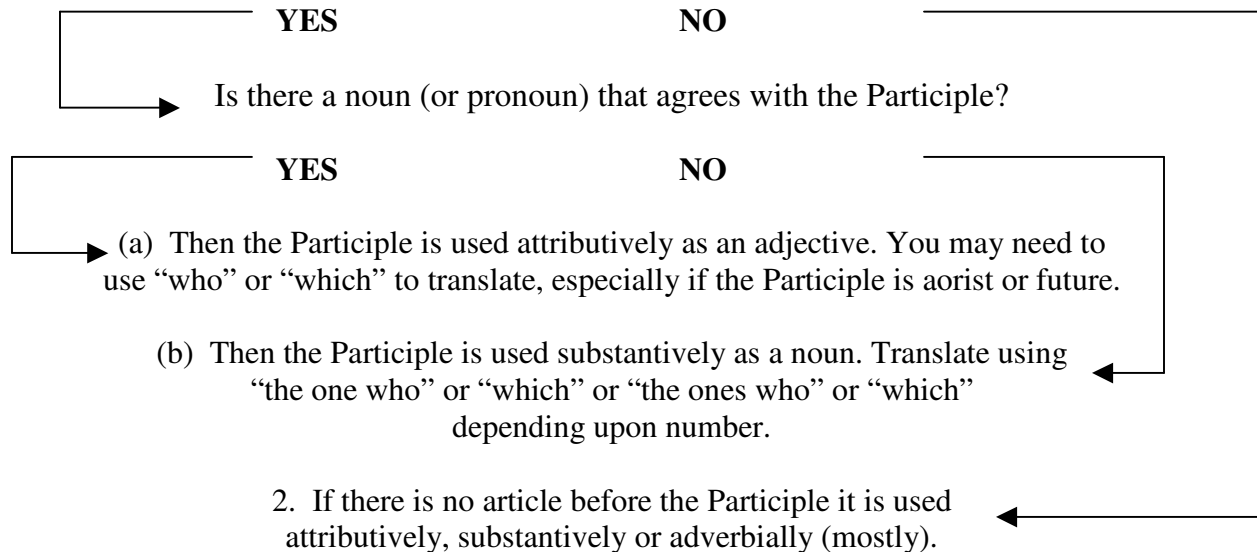 YES NO
Is there a noun (or pronoun) that agrees with the Participle?
YES NO
(a) Then the Participle is used attributively as an adjective. You may need to
use “who” or “which” to translate, especially if the Participle is aorist or future.
(b) Then the Participle is used substantively as a noun. Translate using
“the one who” or “which” or “the ones who” or “which”
depending upon number.
2. If there is no article before the Participle it is used
attributively, substantively or adverbially (mostly).